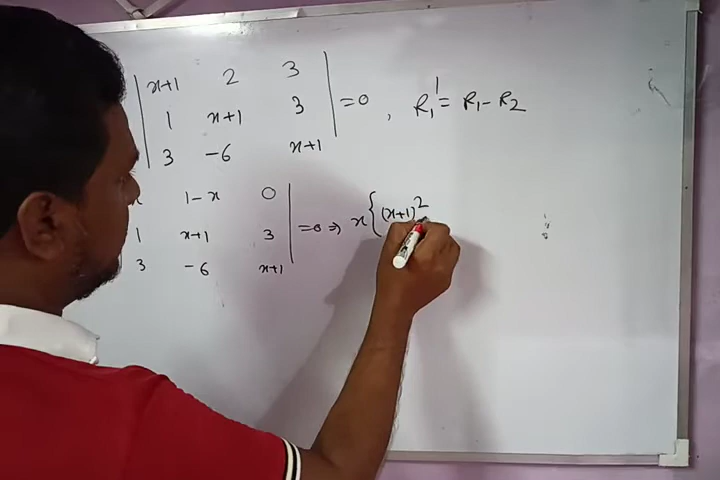 x+1 2 3
1 x+1 3 =0 , R₁' = R₁ - R₂
3 -6 x+1
1-x 0
1 x+1 3 =0 ⇒ x{(x+1)²
3 -6 x+1